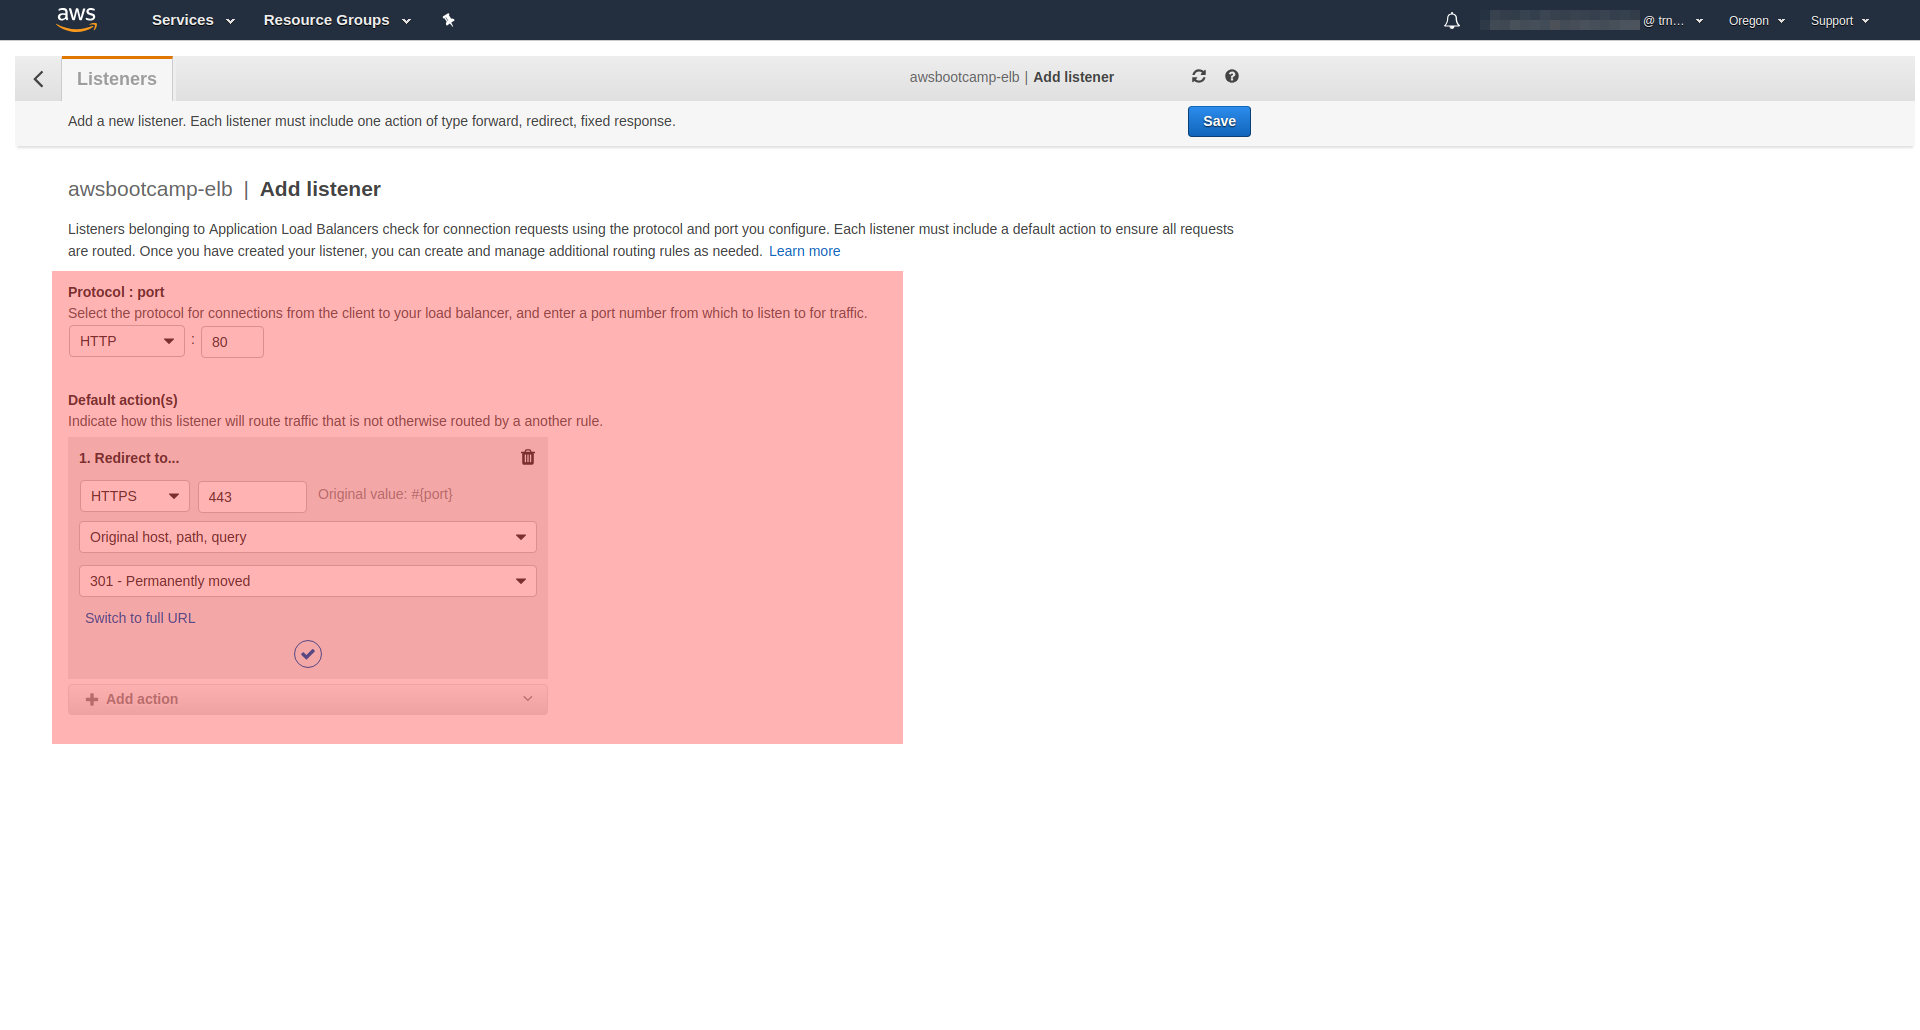 aws Services Resource Groups @ trn... Oregon Support
Listeners awsbootcamp-elb | Add listener
Add a new listener. Each listener must include one action of type forward, redirect, fixed response. Save
awsbootcamp-elb | Add listener
Listeners belonging to Application Load Balancers check for connection requests using the protocol and port you configure. Each listener must include a default action to ensure all requests
are routed. Once you have created your listener, you can create and manage additional routing rules as needed. Learn more
Protocol : port
Select the protocol for connections from the client to your load balancer, and enter a port number from which to listen to for traffic.
HTTP : 80
Default action(s)
Indicate how this listener will route traffic that is not otherwise routed by a another rule.
1. Redirect to...
HTTPS 443 Original value: #{port}
Original host, path, query
301 - Permanently moved
Switch to full URL
Add action